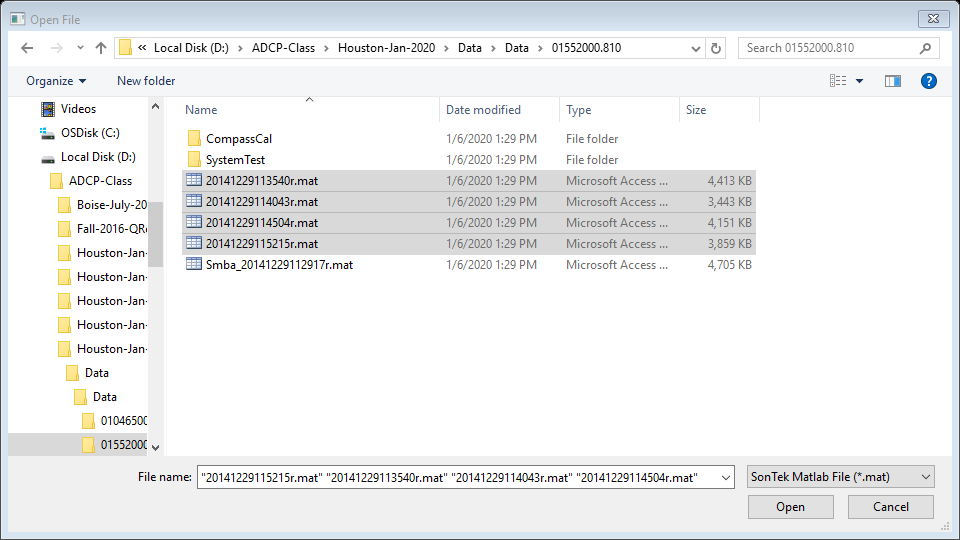 Open File
« Local Disk (D:) > ADCP-Class > Houston-Jan-2020 > Data > Data > 01552000.810
Search 01552000.810
Organize New folder
Name Date modified Type Size
Videos
OSDisk (C:)
Local Disk (D:)
ADCP-Class
Boise-July-20
Fall-2016-QRe
Houston-Jan-
Houston-Jan-
Houston-Jan-
Houston-Jan-
Houston-Jan-
Data
Data
01046500
01552000
CompassCal 1/6/2020 1:29 PM File folder
SystemTest 1/6/2020 1:29 PM File folder
20141229113540r.mat 1/6/2020 1:29 PM Microsoft Access ... 4,413 KB
20141229114043r.mat 1/6/2020 1:29 PM Microsoft Access ... 3,443 KB
20141229114504r.mat 1/6/2020 1:29 PM Microsoft Access ... 4,151 KB
20141229115215r.mat 1/6/2020 1:29 PM Microsoft Access ... 3,859 KB
Smba_20141229112917r.mat 1/6/2020 1:29 PM Microsoft Access ... 4,705 KB
File name: "20141229115215r.mat" "20141229113540r.mat" "20141229114043r.mat" "20141229114504r.mat"
SonTek Matlab File (*.mat)
Open Cancel